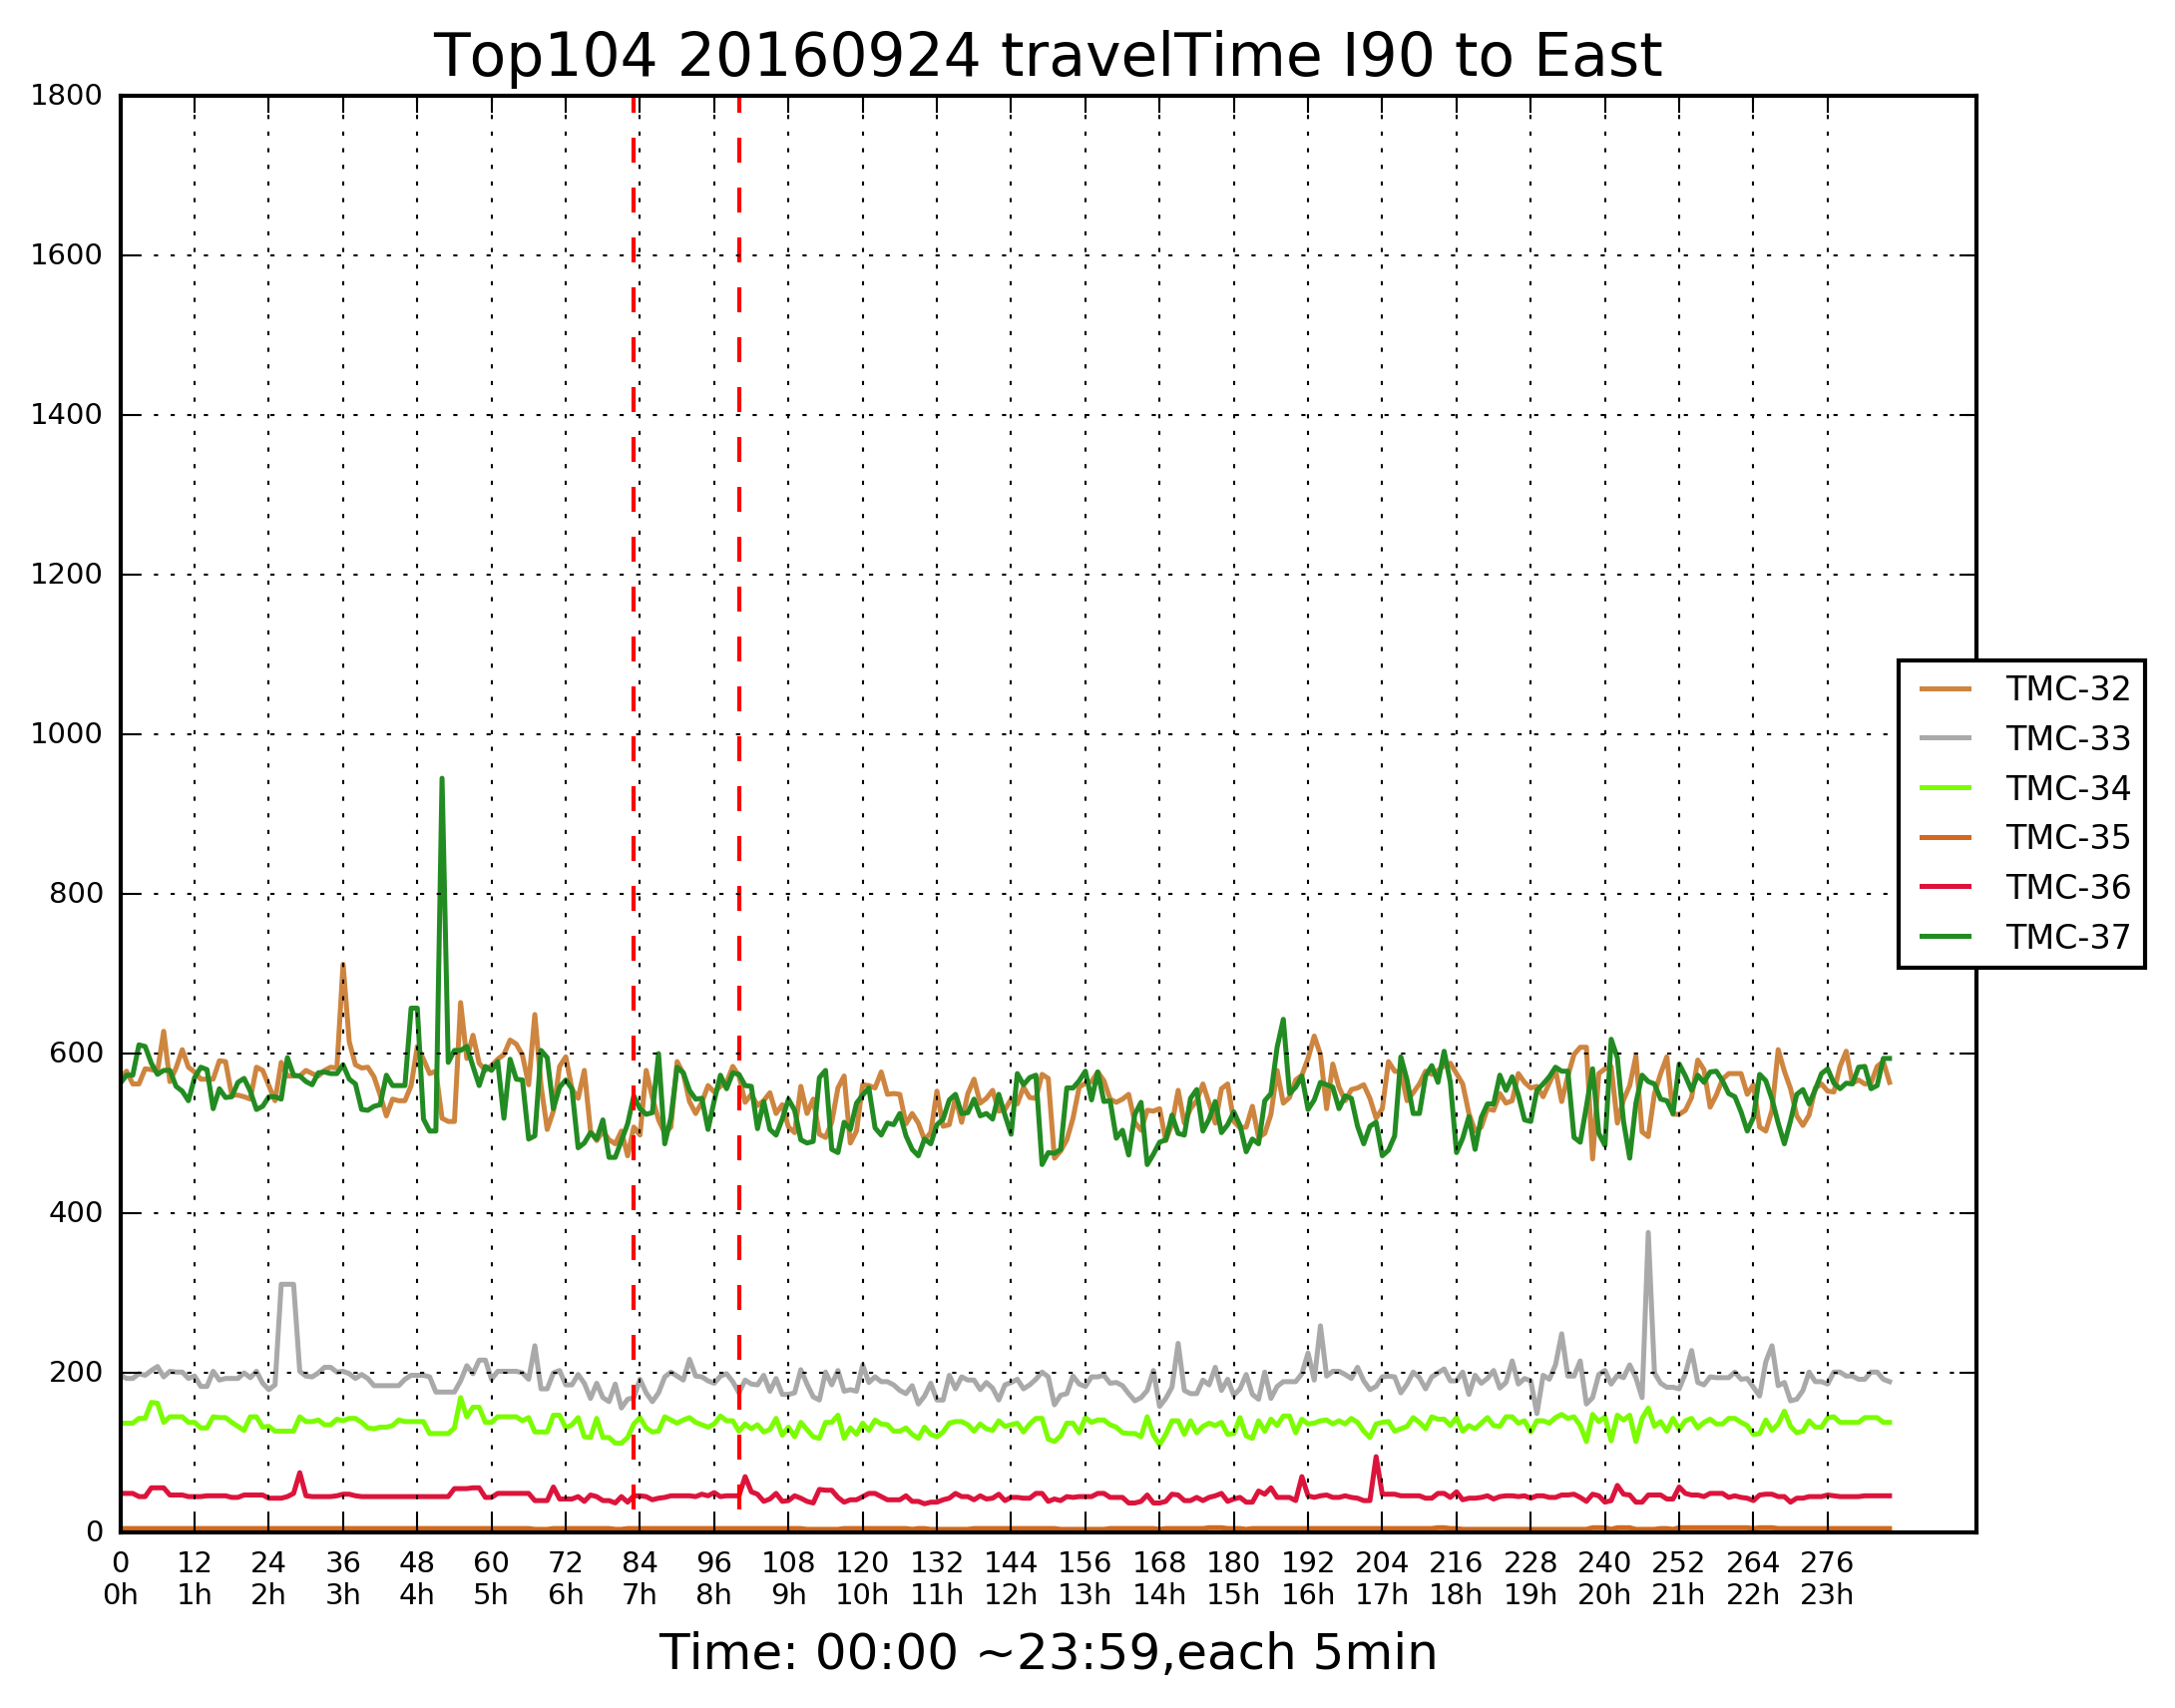 Top104 20160924 travelTime I90 to East
1800
1600
1400
1200
1000
800
600
400
200
0
TMC-32
TMC-33
TMC-34
TMC-35
TMC-36
TMC-37
0 12 24 36 48 60 72 84 96 108 120 132 144 156 168 180 192 204 216 228 240 252 264 276
0h 1h 2h 3h 4h 5h 6h 7h 8h 9h 10h 11h 12h 13h 14h 15h 16h 17h 18h 19h 20h 21h 22h 23h
Time: 00:00 ~23:59,each 5min